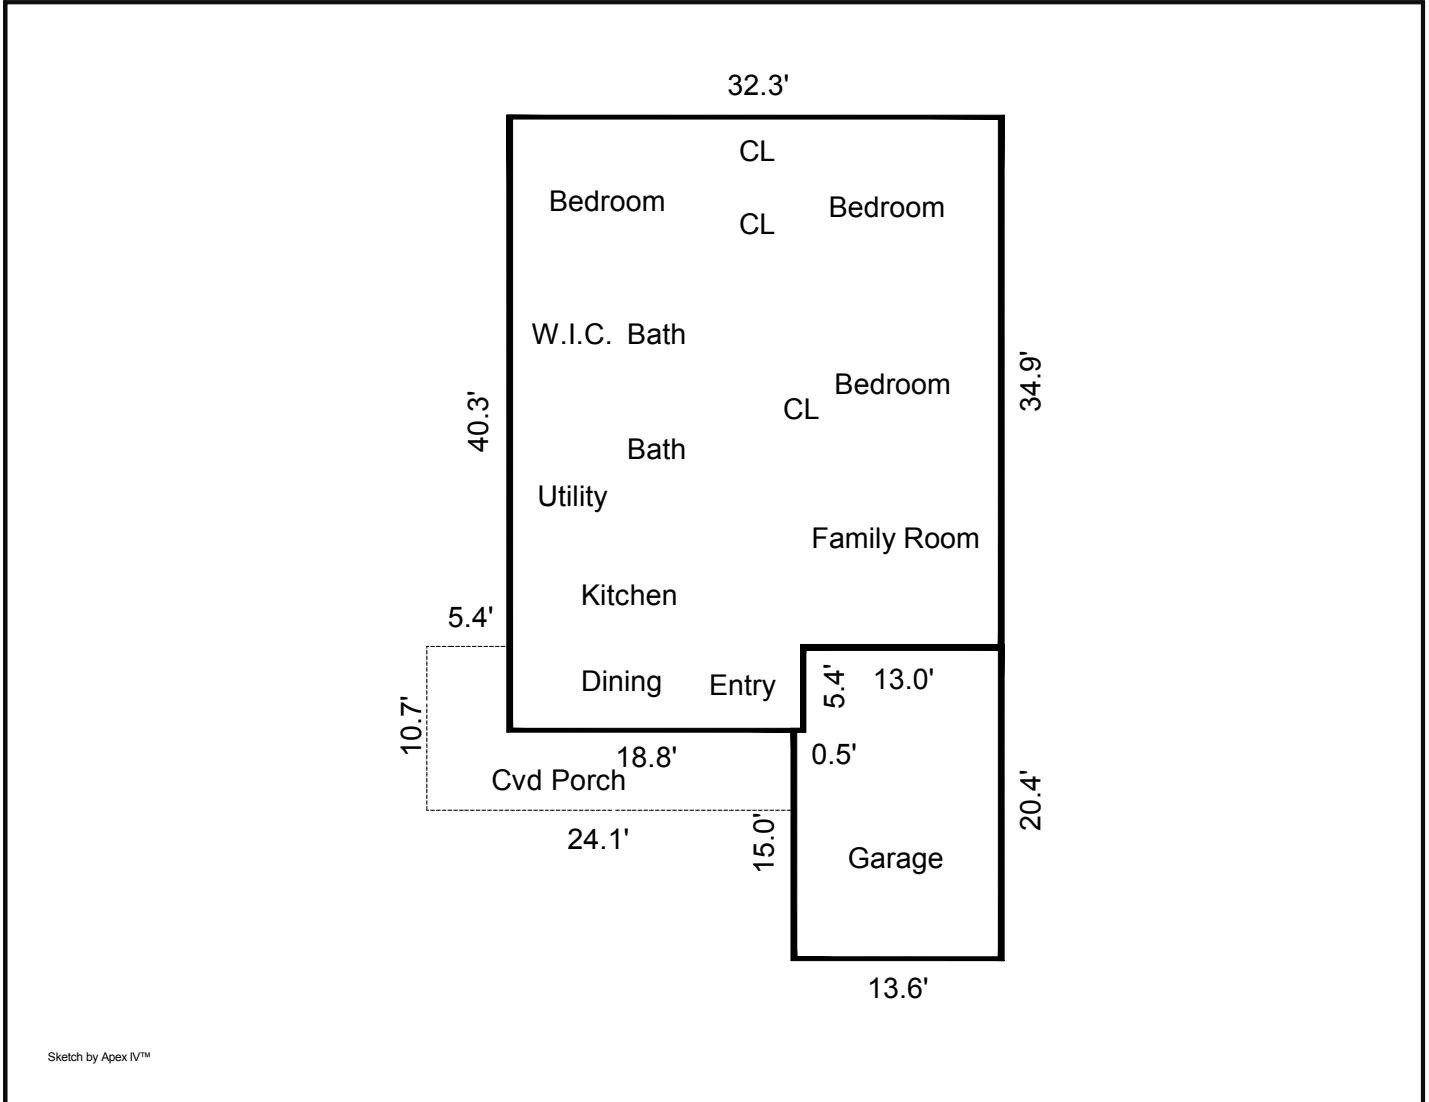 32.3'
CL
Bedroom
Bedroom
CL
W.I.C. Bath
34.9'
Bedroom
CL
40.3'
Bath
Utility
Family Room
Kitchen
5.4'
Dining
Entry
5.4'
13.0'
10.7'
18.8'
0.5'
Cvd Porch
20.4'
24.1'
15.0'
Garage
13.6'
Sketch by Apex IV™